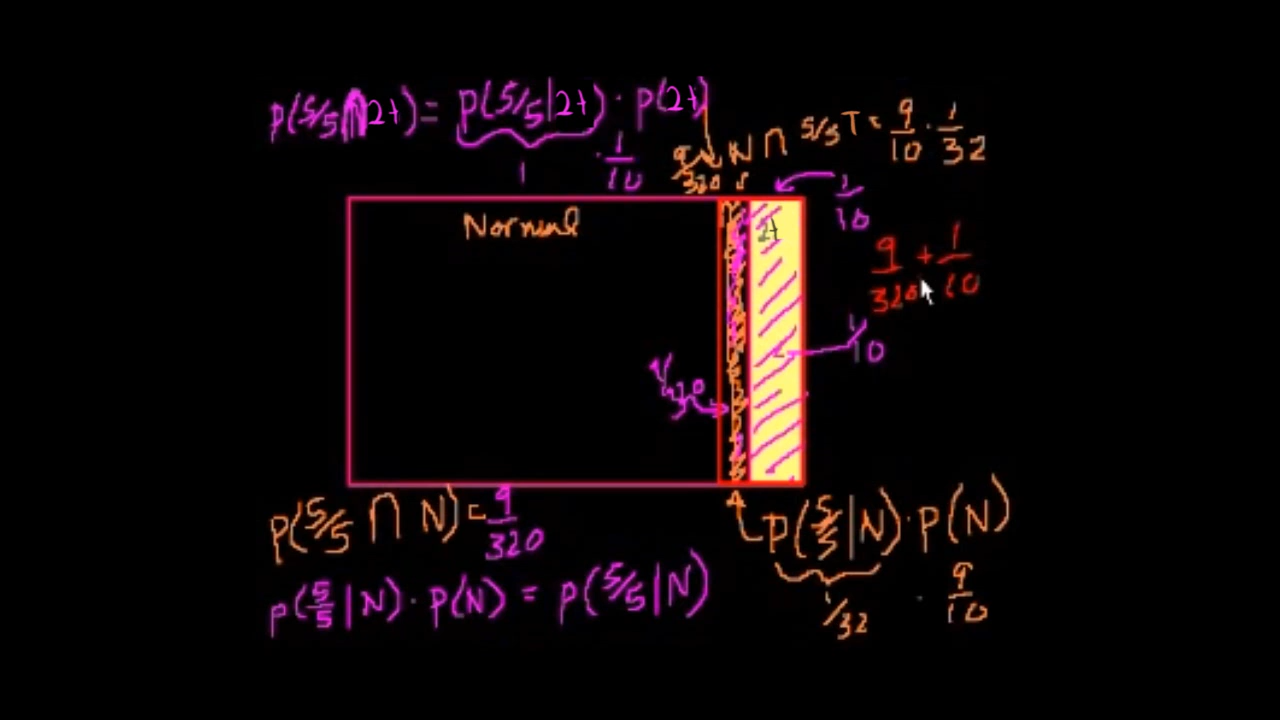 P(5/5∩2t) = P(5/5|2t) · P(2t)
1 · 1/10
9/320
N ∩ 5/5 T = 9/10 · 1/32
Normal
2t
1/10
9/320 + 1/10
1/10
9/320
P(5/5 ∩ N) = 9/320
P(5/5|N) · P(N)
P(5/5 | N) · P(N) = P(5/5|N)
1/32 · 9/10